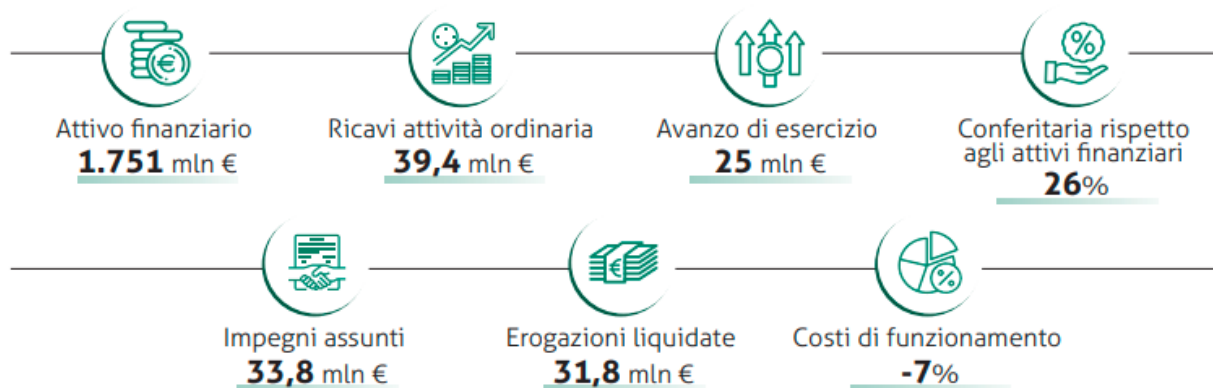 Attivo finanziario
1.751 mln €
Ricavi attività ordinaria
39,4 mln €
Avanzo di esercizio
25 mln €
Conferitaria rispetto
agli attivi finanziari
26%
Impegni assunti
33,8 mln €
Erogazioni liquidate
31,8 mln €
Costi di funzionamento
-7%